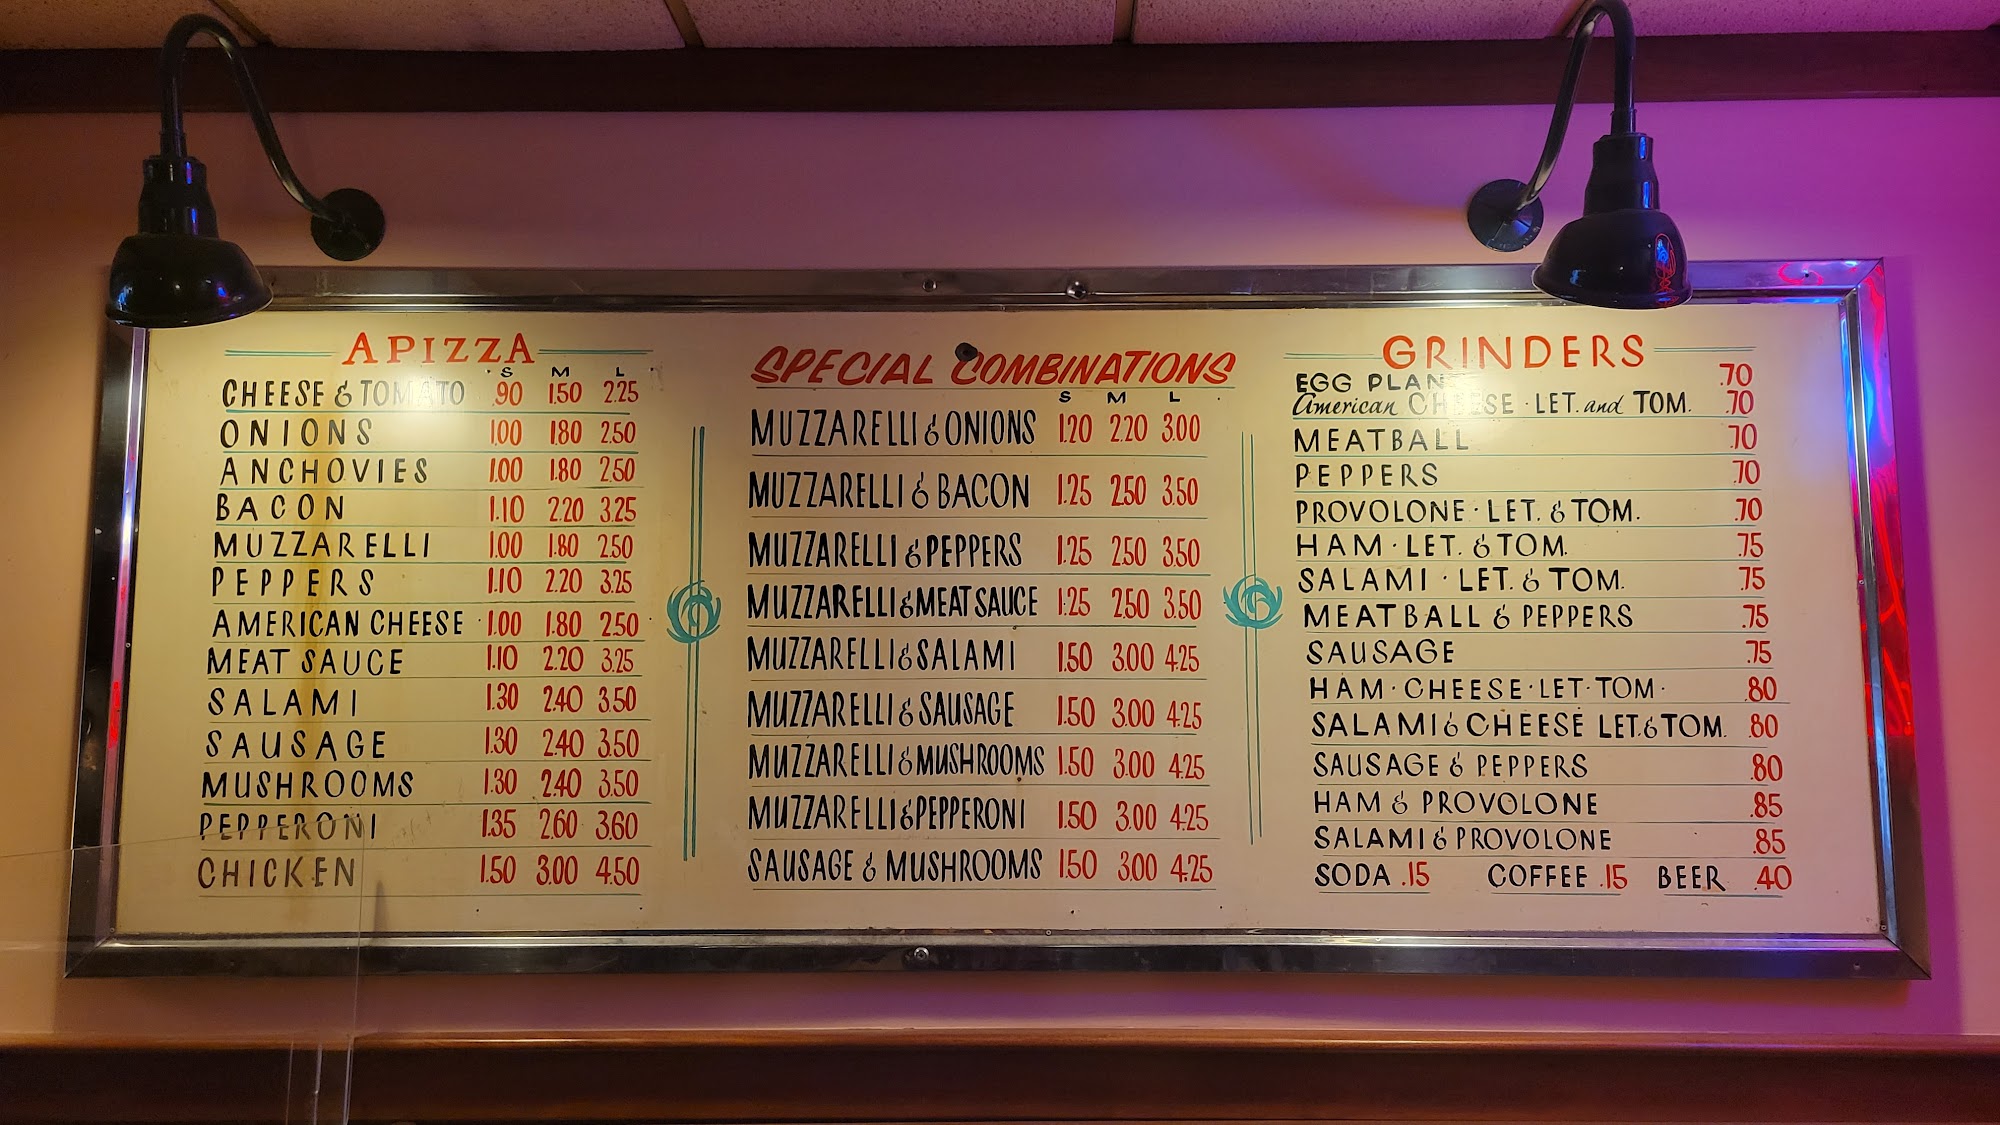 APIZZA
S M L
CHEESE & TOMATO .90 1.50 2.25
ONIONS 1.00 1.80 2.50
ANCHOVIES 1.00 1.80 2.50
BACON 1.10 2.20 3.25
MUZZARELLI 1.00 1.80 2.50
PEPPERS 1.10 2.20 3.25
AMERICAN CHEESE 1.00 1.80 2.50
MEAT SAUCE 1.10 2.20 3.25
SALAMI 1.30 2.40 3.50
SAUSAGE 1.30 2.40 3.50
MUSHROOMS 1.30 2.40 3.50
PEPPERONI 1.35 2.60 3.60
CHICKEN 1.50 3.00 4.50
SPECIAL COMBINATIONS
S M L
MUZZARELLI & ONIONS 1.20 2.20 3.00
MUZZARELLI & BACON 1.25 2.50 3.50
MUZZARELLI & PEPPERS 1.25 2.50 3.50
MUZZARELLI & MEAT SAUCE 1.25 2.50 3.50
MUZZARELLI & SALAMI 1.50 3.00 4.25
MUZZARELLI & SAUSAGE 1.50 3.00 4.25
MUZZARELLI & MUSHROOMS 1.50 3.00 4.25
MUZZARELLI & PEPPERONI 1.50 3.00 4.25
SAUSAGE & MUSHROOMS 1.50 3.00 4.25
GRINDERS
EGG PLANT .70
American CHEESE · LET. and TOM. .70
MEATBALL .70
PEPPERS .70
PROVOLONE · LET. & TOM. .70
HAM · LET. & TOM. .75
SALAMI · LET. & TOM. .75
MEATBALL & PEPPERS .75
SAUSAGE .75
HAM · CHEESE · LET · TOM · .80
SALAMI & CHEESE LET. & TOM. .80
SAUSAGE & PEPPERS .80
HAM & PROVOLONE .85
SALAMI & PROVOLONE .85
SODA .15 COFFEE .15 BEER .40